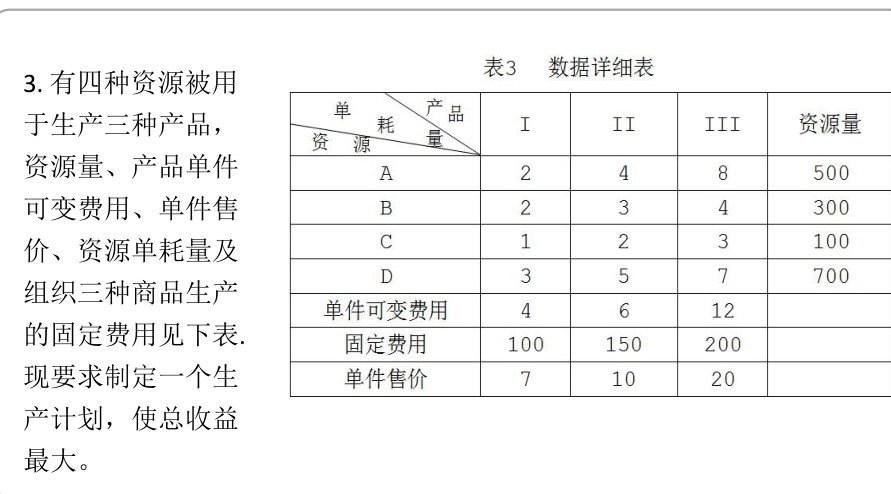 3. 有四种资源被用
于生产三种产品，
资源量、产品单件
可变费用、单件售
价、资源单耗量及
组织三种商品生产
的固定费用见下表.
现要求制定一个生
产计划，使总收益
最大。
表3 数据详细表
单耗量 产品 资源 I II III 资源量
A 2 4 8 500
B 2 3 4 300
C 1 2 3 100
D 3 5 7 700
单件可变费用 4 6 12
固定费用 100 150 200
单件售价 7 10 20